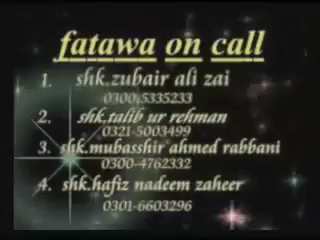 fatawa on call
1. shk.zubair ali zai
0300-5335233
2. shk.talib ur rehman
0321-5003499
3. shk.mubasshir ahmed rabbani
0300-4762332
4. shk.hafiz nadeem zaheer
0301-6603296